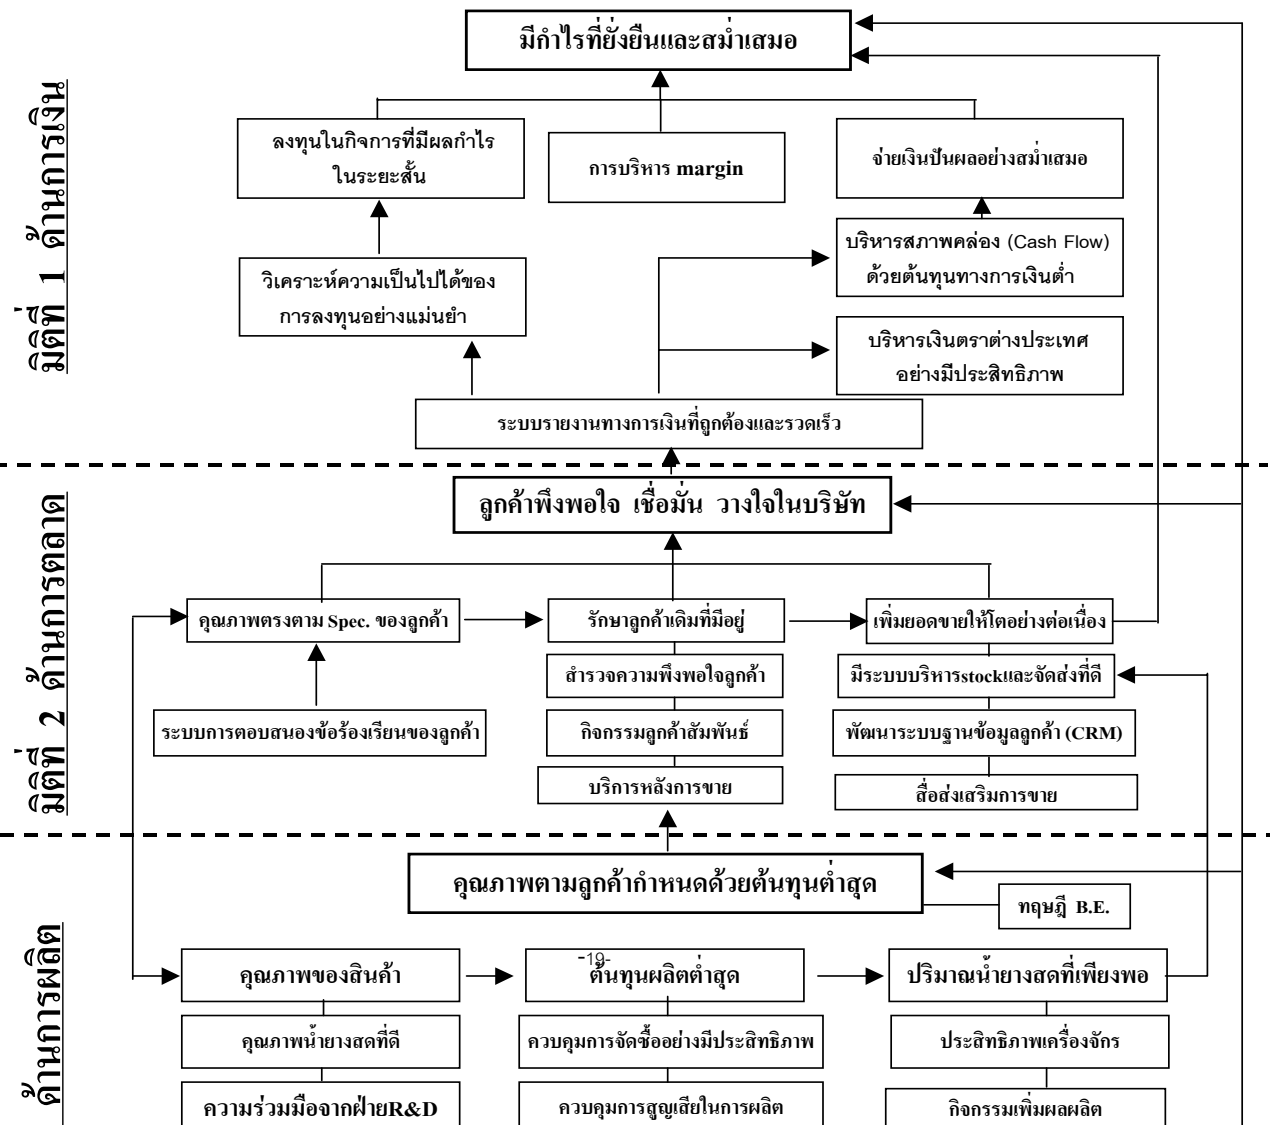 มีกำไรที่ยั่งยืนและสม่ำเสมอ
มิติที่ 1 ด้านการเงิน
ลงทุนในกิจการที่มีผลกำไร
ในระยะสั้น
การบริหาร margin
จ่ายเงินปันผลอย่างสม่ำเสมอ
วิเคราะห์ความเป็นไปได้ของ
การลงทุนอย่างแม่นยำ
บริหารสภาพคล่อง (Cash Flow)
ด้วยต้นทุนทางการเงินต่ำ
บริหารเงินตราต่างประเทศ
อย่างมีประสิทธิภาพ
ระบบรายงานทางการเงินที่ถูกต้องและรวดเร็ว
มิติที่ 2 ด้านการตลาด
ลูกค้าพึงพอใจ เชื่อมั่น วางใจในบริษัท
คุณภาพตรงตาม Spec. ของลูกค้า
รักษาลูกค้าเดิมที่มีอยู่
เพิ่มยอดขายให้โตอย่างต่อเนื่อง
สำรวจความพึงพอใจลูกค้า
มีระบบบริหารstockและจัดส่งที่ดี
ระบบการตอบสนองข้อร้องเรียนของลูกค้า
กิจกรรมลูกค้าสัมพันธ์
พัฒนาระบบฐานข้อมูลลูกค้า (CRM)
บริการหลังการขาย
สื่อส่งเสริมการขาย
ด้านการผลิต
คุณภาพตามลูกค้ากำหนดด้วยต้นทุนต่ำสุด
ทฤษฎี B.E.
-19-
คุณภาพของสินค้า
ต้นทุนผลิตต่ำสุด
ปริมาณน้ำยางสดที่เพียงพอ
คุณภาพน้ำยางสดที่ดี
ควบคุมการจัดซื้ออย่างมีประสิทธิภาพ
ประสิทธิภาพเครื่องจักร
ความร่วมมือจากฝ่ายR&D
ควบคุมการสูญเสียในการผลิต
กิจกรรมเพิ่มผลผลิต